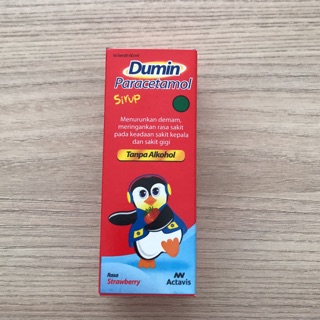 Dumin
Paracetamol
Sirup
Menurunkan demam,
meringankan rasa sakit
pada keadaan sakit kepala
dan sakit gigi
Tanpa Alkohol
Rasa
Strawberry
Actavis